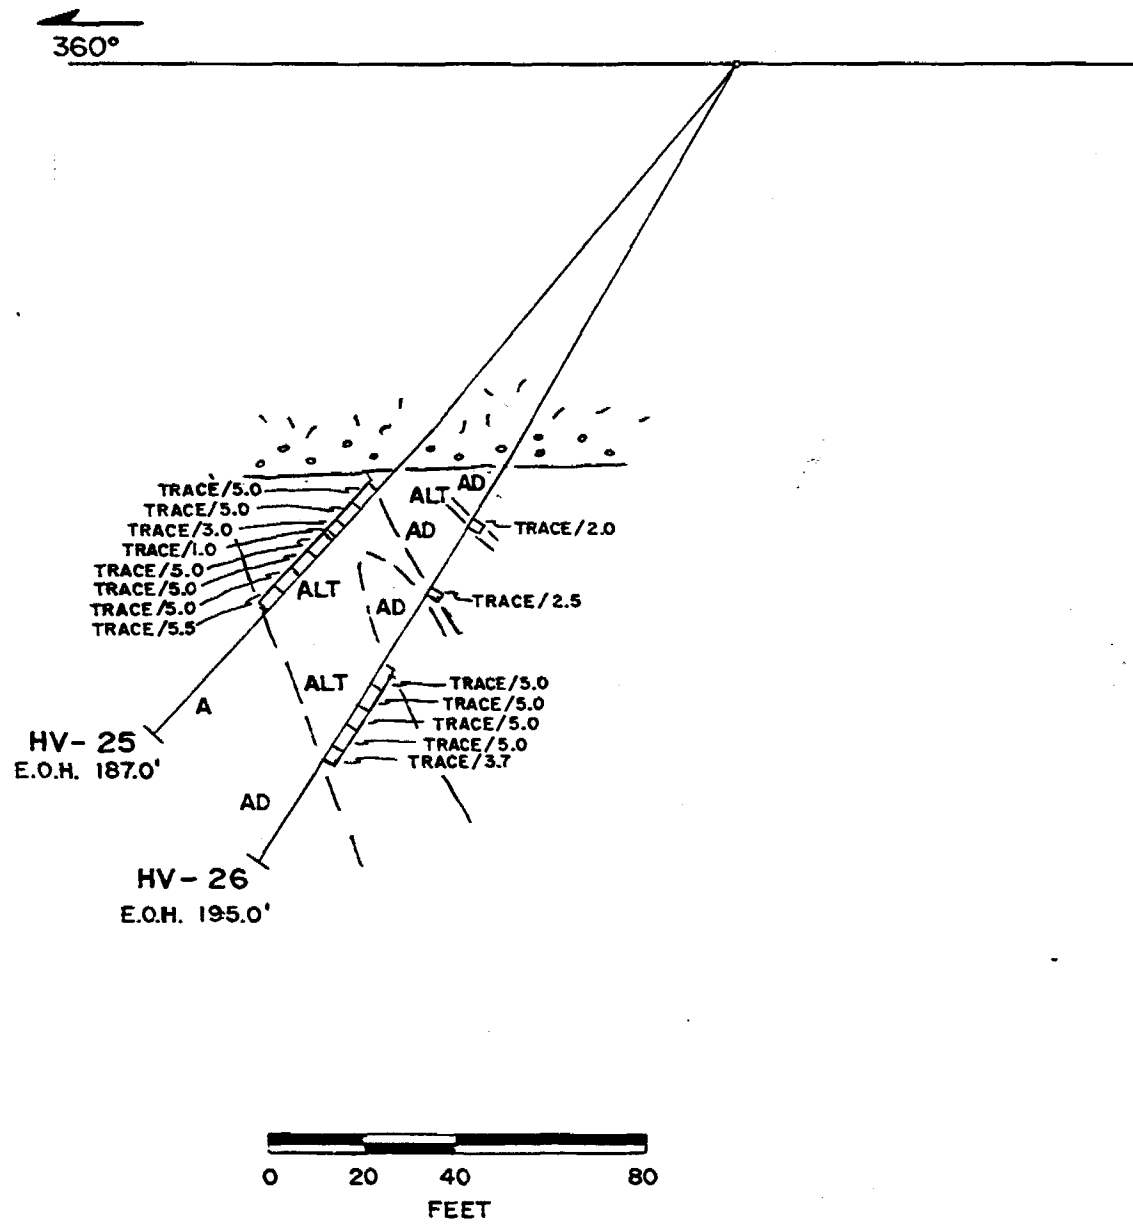 360°
AD
ALT
TRACE/5.0
TRACE/5.0
TRACE/3.0
TRACE/1.0
TRACE/5.0
TRACE/5.0
TRACE/5.0
TRACE/5.5
AD
TRACE/2.0
ALT
AD
TRACE/2.5
ALT
TRACE/5.0
TRACE/5.0
TRACE/5.0
TRACE/5.0
TRACE/3.7
A
HV-25
E.O.H. 187.0'
AD
HV-26
E.O.H. 195.0'
0 20 40 80
FEET